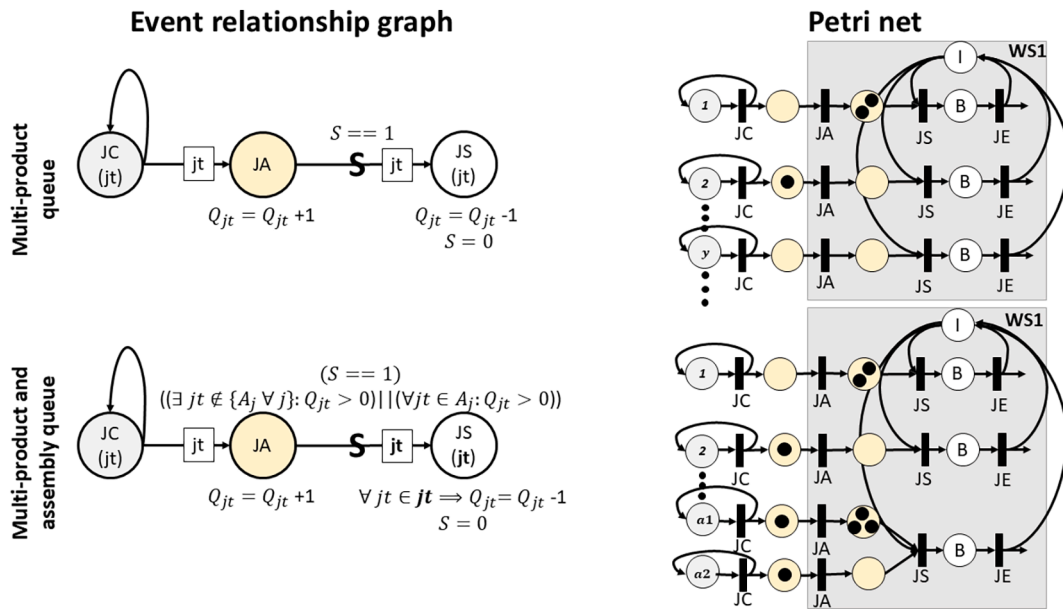 Event relationship graph
Petri net
Multi-product
queue
JC
(jt)
jt
JA
Q_jt = Q_jt +1
S == 1
S
jt
JS
(jt)
Q_jt = Q_jt -1
S = 0
WS1
I
1
JC
JA
JS
B
JE
2
JC
JA
JS
B
JE
y
JC
JA
JS
B
JE
Multi-product and
assembly queue
JC
(jt)
jt
JA
Q_jt = Q_jt +1
(S == 1)
((∃ jt ∉ {A_j ∀ j}: Q_jt > 0)||(∀jt ∈ A_j: Q_jt > 0))
S
jt
JS
(jt)
∀ jt ∈ jt ⟹ Q_jt= Q_jt -1
S = 0
WS1
I
1
JC
JA
JS
B
JE
2
JC
JA
JS
B
JE
a1
JC
JA
a2
JC
JA
JS
B
JE